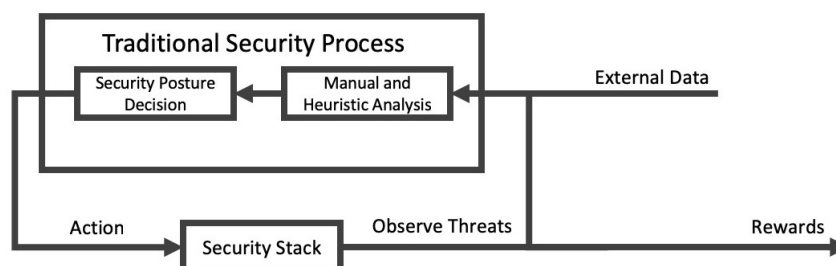 Traditional Security Process
Security Posture
Decision
Manual and
Heuristic Analysis
External Data
Action
Security Stack
Observe Threats
Rewards